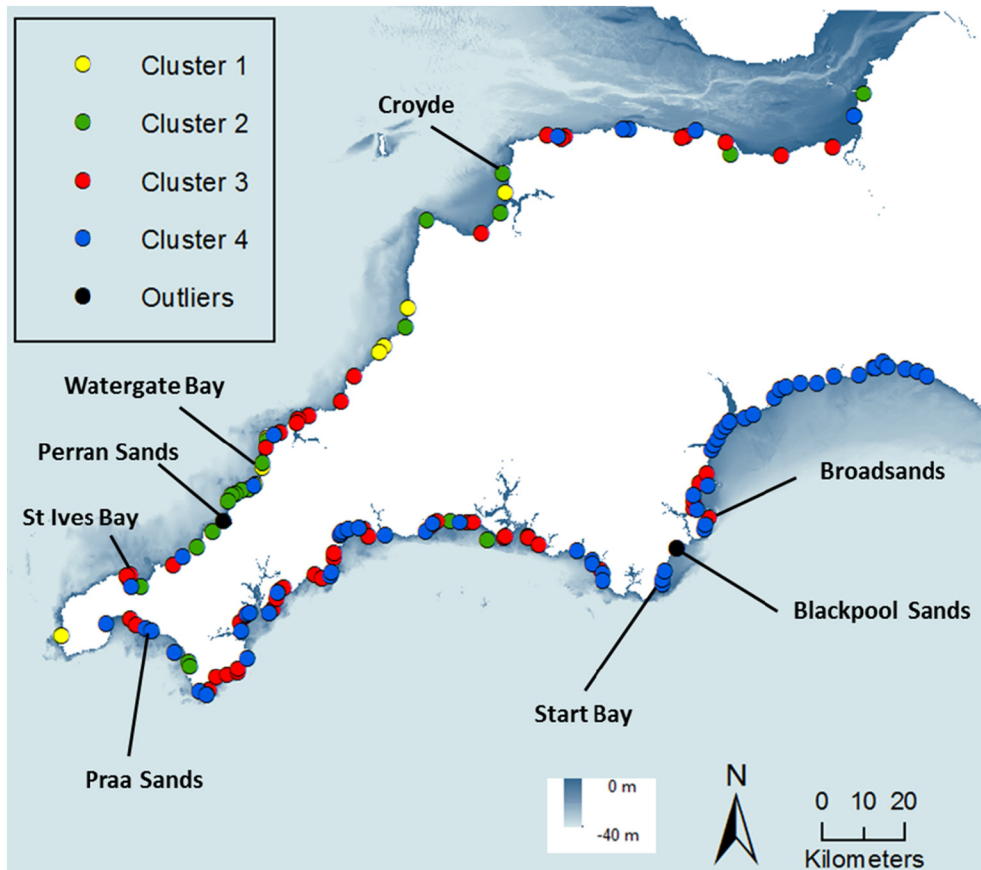 Cluster 1
Cluster 2
Cluster 3
Cluster 4
Outliers
Croyde
Watergate Bay
Perran Sands
St Ives Bay
Praa Sands
Broadsands
Blackpool Sands
Start Bay
0 m
-40 m
N
0 10 20
Kilometers